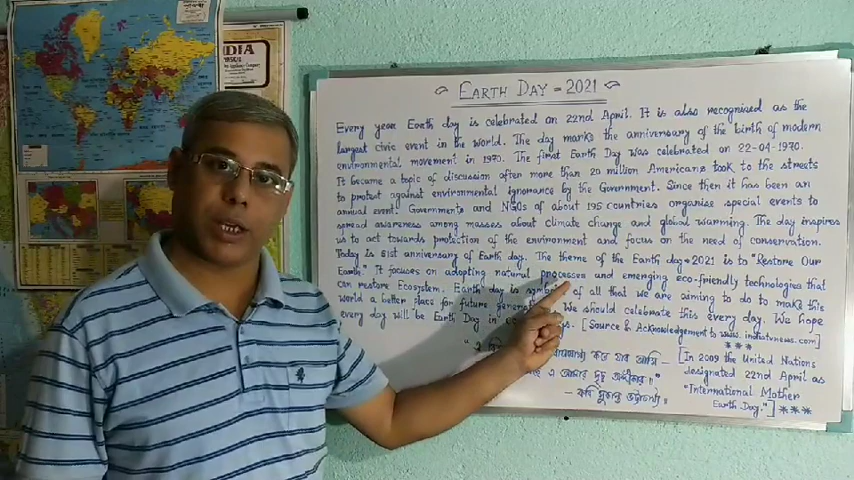 INDIA
EARTH DAY = 2021
Every year Earth day is celebrated on 22nd April. It is also recognised as the
largest civic event in the world. The day marks the anniversary of the birth of modern
environmental movement in 1970. The first Earth Day was celebrated on 22-04-1970.
It became a topic of discussion after more than 20 million Americans took to the streets
to protest against environmental ignorance by the Government. Since then it has been an
annual event. Governments and NGOs of about 195 countries organise special events to
spread awareness among masses about climate change and global warming. The day inspires
us to act towards protection of the environment and focus on the need of conservation.
Today is 51st anniversary of Earth day. The theme of the Earth day=2021 is to "Restore Our
Earth." It focuses on adopting natural processes and emerging eco-friendly technologies that
can restore Ecosystem. Earth day is of all that we are aiming to do to make this
world a better place for future We should celebrate this every day. We hope
every day will be Earth Day in [Source & Acknowledgement to www.indiatvnews.com]
***
করে যাব আমি— [In 2009 the United Nations
এ আমার দৃঢ় অঙ্গীকার।" designated 22nd April as
— কবি সুকান্ত ভট্টাচার্য। "International Mother
Earth Day."] ***